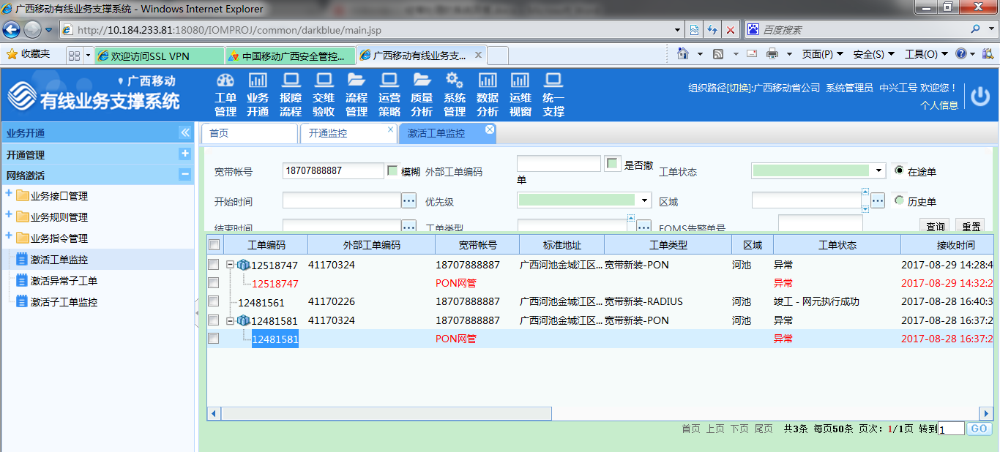 广西移动有线业务支撑系统 - Windows Internet Explorer
http://10.184.233.81:18080/IOMPROJ/common/darkblue/main.jsp 百度搜索
收藏夹 欢迎访问SSL VPN 中国移动广西安全管控... 广西移动有线业务支... 页面(P) 安全(S) 工具(O)
广西移动
有线业务支撑系统
工单管理 业务开通 报障流程 交维验收 流程管理 运营策略 质量分析 系统管理 数据分析 运维视窗 统一支撑
组织路径[切换]:广西移动省公司 系统管理员 中兴工号 欢迎您！
个人信息
业务开通
开通管理
网络激活
业务接口管理
业务规则管理
业务指令管理
激活工单监控
激活异常子工单
激活子工单监控
首页 开通监控 激活工单监控
宽带帐号 18707888887 模糊 外部工单编码 是否撤单 工单状态 在途单
开始时间 优先级 区域 历史单
结束时间 工单类型 EOMS告警单号 查询 重置
工单编码 外部工单编码 宽带帐号 标准地址 工单类型 区域 工单状态 接收时间
12518747 41170324 18707888887 广西河池金城江区... 宽带新装-PON 河池 异常 2017-08-29 14:28:4
12518747 PON网管 异常 2017-08-29 14:32:2
12481561 41170226 18707888887 广西河池金城江区... 宽带新装-RADIUS 河池 竣工 - 网元执行成功 2017-08-28 16:40:3
12481581 41170324 18707888887 广西河池金城江区... 宽带新装-PON 河池 异常 2017-08-28 16:37:2
12481581 PON网管 异常 2017-08-28 16:37:2
首页 上页 下页 尾页 共3条 每页50条 页次：1/1页 转到 1 GO